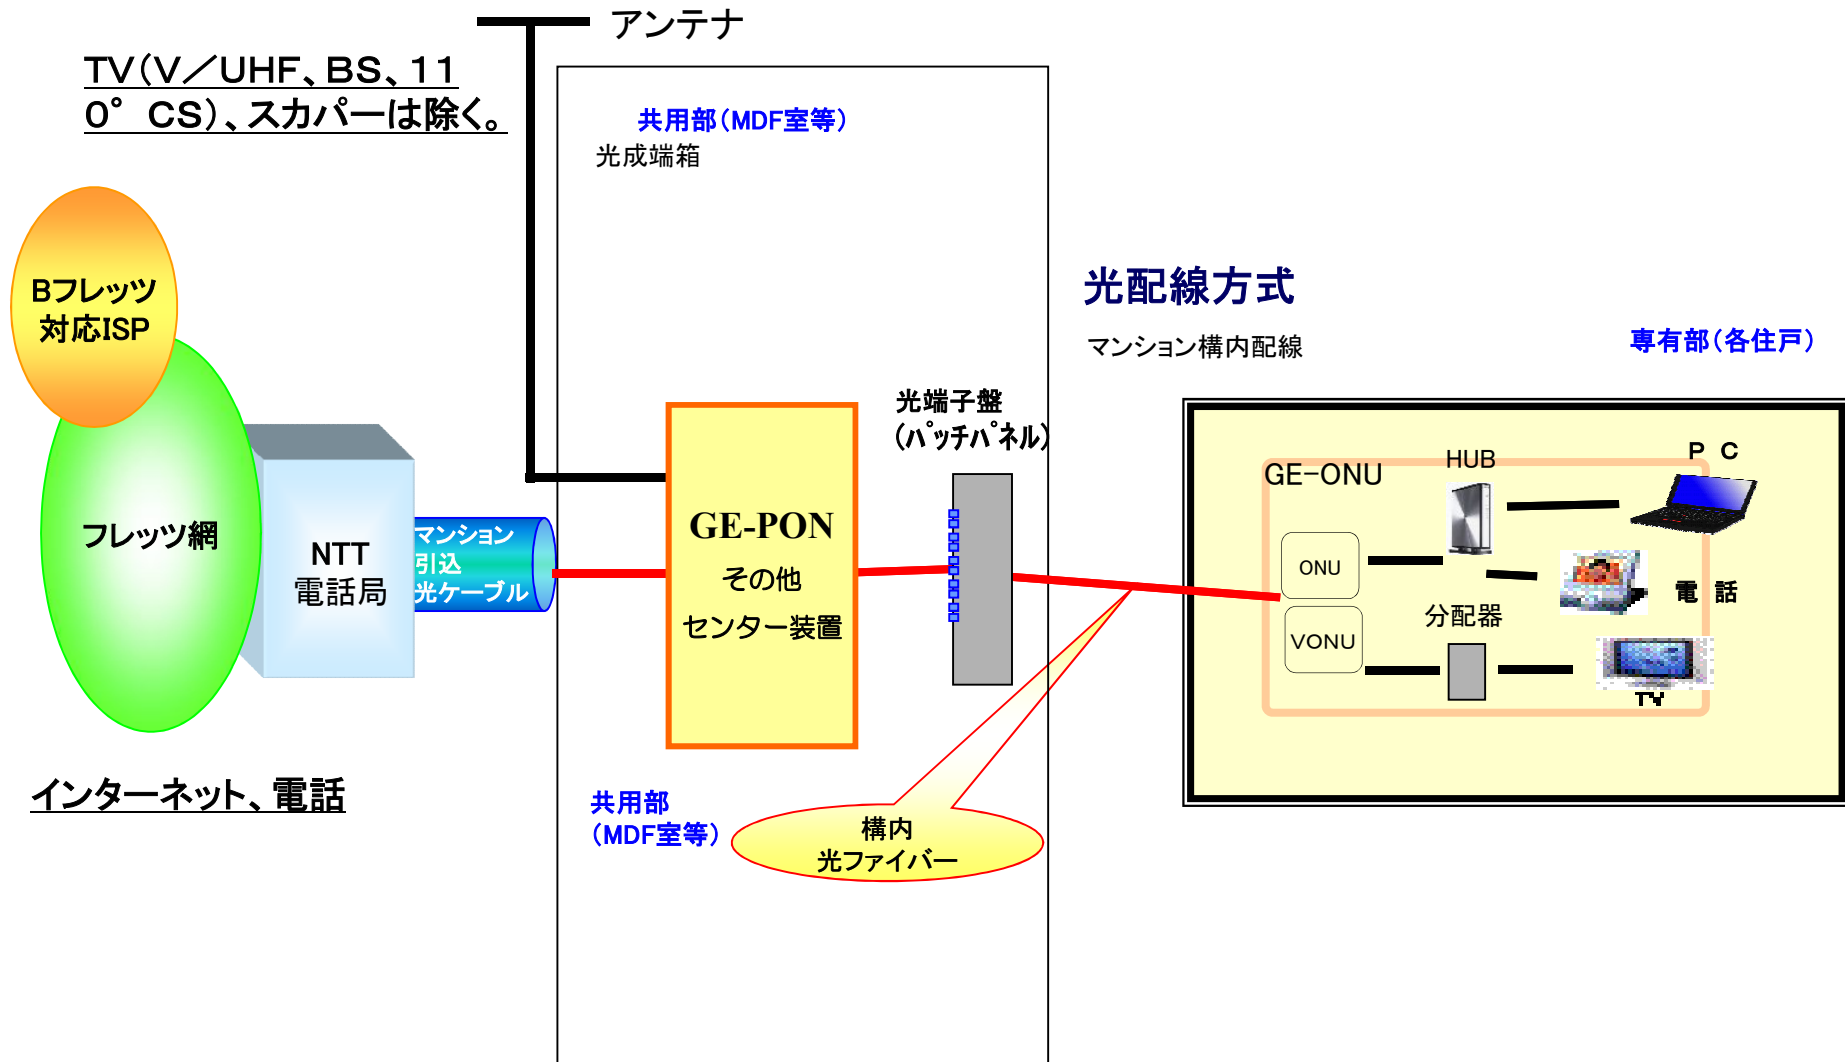 アンテナ
TV(V／UHF、BS、11
0°　CS)、スカパーは除く。
共用部(MDF室等)
光成端箱
Bフレッツ
対応ISP
光配線方式
マンション構内配線
専有部(各住戸)
光端子盤
(ﾊﾟｯﾁﾊﾟﾈﾙ)
フレッツ網
NTT
電話局
マンション
引込
光ケーブル
GE-PON
その他
センター装置
GE-ONU
HUB
P C
ONU
電 話
分配器
VONU
TV
インターネット、電話
共用部
(MDF室等)
構内
光ファイバー